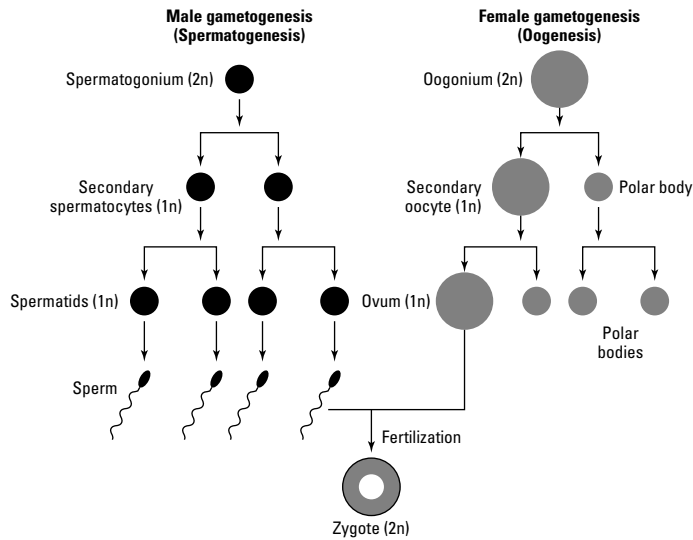 Male gametogenesis
(Spermatogenesis)
Female gametogenesis
(Oogenesis)
Spermatogonium (2n)
Oogonium (2n)
Secondary
spermatocytes (1n)
Secondary
oocyte (1n)
Polar body
Spermatids (1n)
Ovum (1n)
Polar
bodies
Sperm
Fertilization
Zygote (2n)